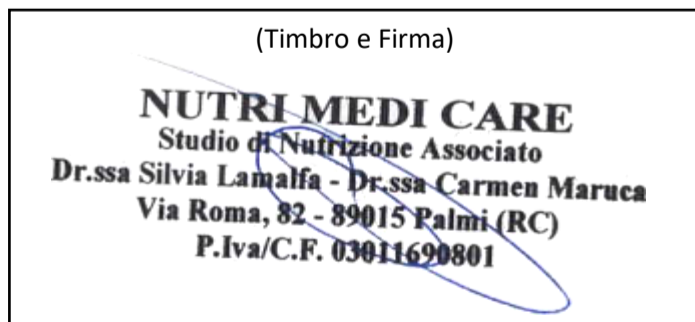 (Timbro e Firma)
NUTRI MEDI CARE
Studio di Nutrizione Associato
Dr.ssa Silvia Lamalfa - Dr.ssa Carmen Maruca
Via Roma, 82 - 89015 Palmi (RC)
P.Iva/C.F. 03011690801